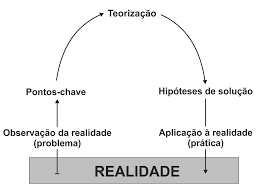 Teorização
Pontos-chave
Hipóteses de solução
Observação da realidade
(problema)
Aplicação à realidade
(prática)
REALIDADE